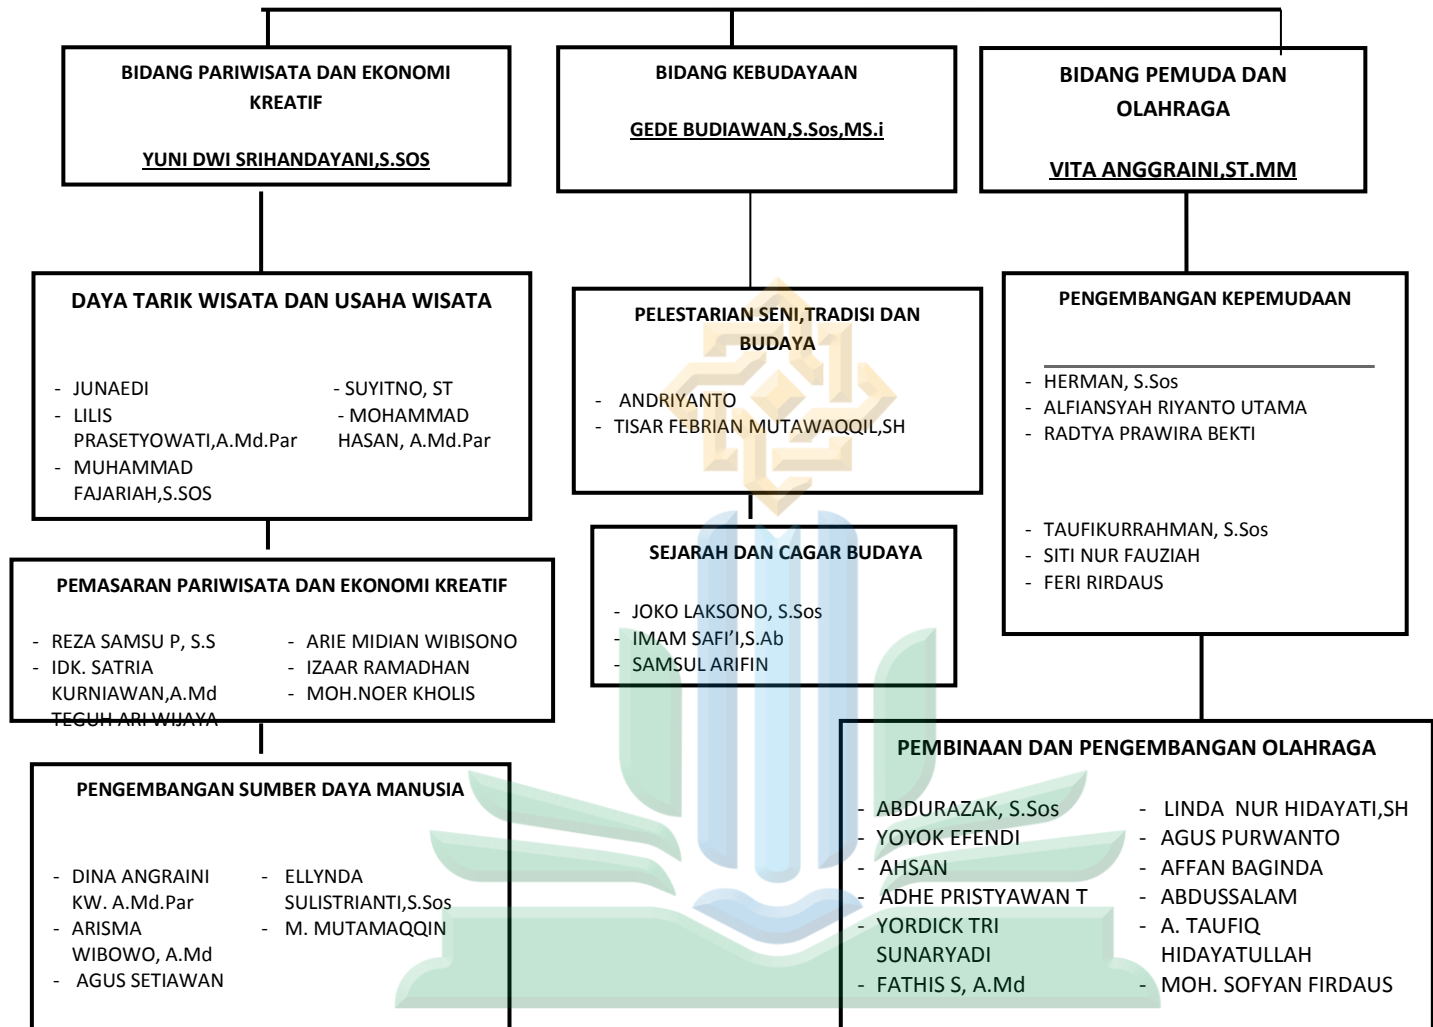 BIDANG PARIWISATA DAN EKONOMI
KREATIF
YUNI DWI SRIHANDAYANI,S.SOS
DAYA TARIK WISATA DAN USAHA WISATA
- JUNAEDI
- LILIS
PRASETYOWATI,A.Md.Par
- MUHAMMAD
FAJARIAH,S.SOS
- SUYITNO, ST
- MOHAMMAD
HASAN, A.Md.Par
PEMASARAN PARIWISATA DAN EKONOMI KREATIF
- REZA SAMSU P, S.S
- IDK. SATRIA
KURNIAWAN,A.Md
TEGUH ARI WIJAYA
- ARIE MIDIAN WIBISONO
- IZAAR RAMADHAN
- MOH.NOER KHOLIS
PENGEMBANGAN SUMBER DAYA MANUSIA
- DINA ANGRAINI
KW. A.Md.Par
- ARISMA
WIBOWO, A.Md
- AGUS SETIAWAN
- ELLYNDA
SULISTRIANTI,S.Sos
- M. MUTAMAQQIN
BIDANG KEBUDAYAAN
GEDE BUDIAWAN,S.Sos,MS.i
PELESTARIAN SENI,TRADISI DAN
BUDAYA
- ANDRIYANTO
- TISAR FEBRIAN MUTAWAQQIL,SH
SEJARAH DAN CAGAR BUDAYA
- JOKO LAKSONO, S.Sos
- IMAM SAFI'I,S.Ab
- SAMSUL ARIFIN
BIDANG PEMUDA DAN
OLAHRAGA
VITA ANGGRAINI,ST.MM
PENGEMBANGAN KEPEMUDAAN
- HERMAN, S.Sos
- ALFIANSYAH RIYANTO UTAMA
- RADTYA PRAWIRA BEKTI
- TAUFIKURRAHMAN, S.Sos
- SITI NUR FAUZIAH
- FERI RIRDAUS
PEMBINAAN DAN PENGEMBANGAN OLAHRAGA
- ABDURAZAK, S.Sos
- YOYOK EFENDI
- AHSAN
- ADHE PRISTYAWAN T
- YORDICK TRI
SUNARYADI
- FATHIS S, A.Md
- LINDA NUR HIDAYATI,SH
- AGUS PURWANTO
- AFFAN BAGINDA
- ABDUSSALAM
- A. TAUFIQ
HIDAYATULLAH
- MOH. SOFYAN FIRDAUS